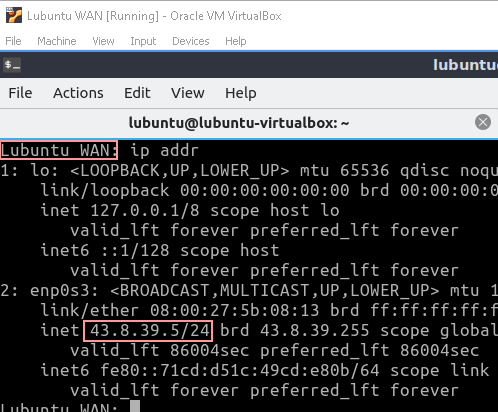 Lubuntu WAN [Running] - Oracle VM VirtualBox
File Machine View Input Devices Help
$_ lubuntu@
File Actions Edit View Help
lubuntu@lubuntu-virtualbox: ~
Lubuntu WAN: ip addr
1: lo: <LOOPBACK,UP,LOWER_UP> mtu 65536 qdisc noqu
link/loopback 00:00:00:00:00:00 brd 00:00:00:0
inet 127.0.0.1/8 scope host lo
valid_lft forever preferred_lft forever
inet6 ::1/128 scope host
valid_lft forever preferred_lft forever
2: enp0s3: <BROADCAST,MULTICAST,UP,LOWER_UP> mtu 1
link/ether 08:00:27:5b:08:13 brd ff:ff:ff:ff:f
inet 43.8.39.5/24 brd 43.8.39.255 scope global
valid_lft 86004sec preferred_lft 86004sec
inet6 fe80::71cd:d51c:49cd:e80b/64 scope link
valid_lft forever preferred_lft forever
Lubuntu WAN: